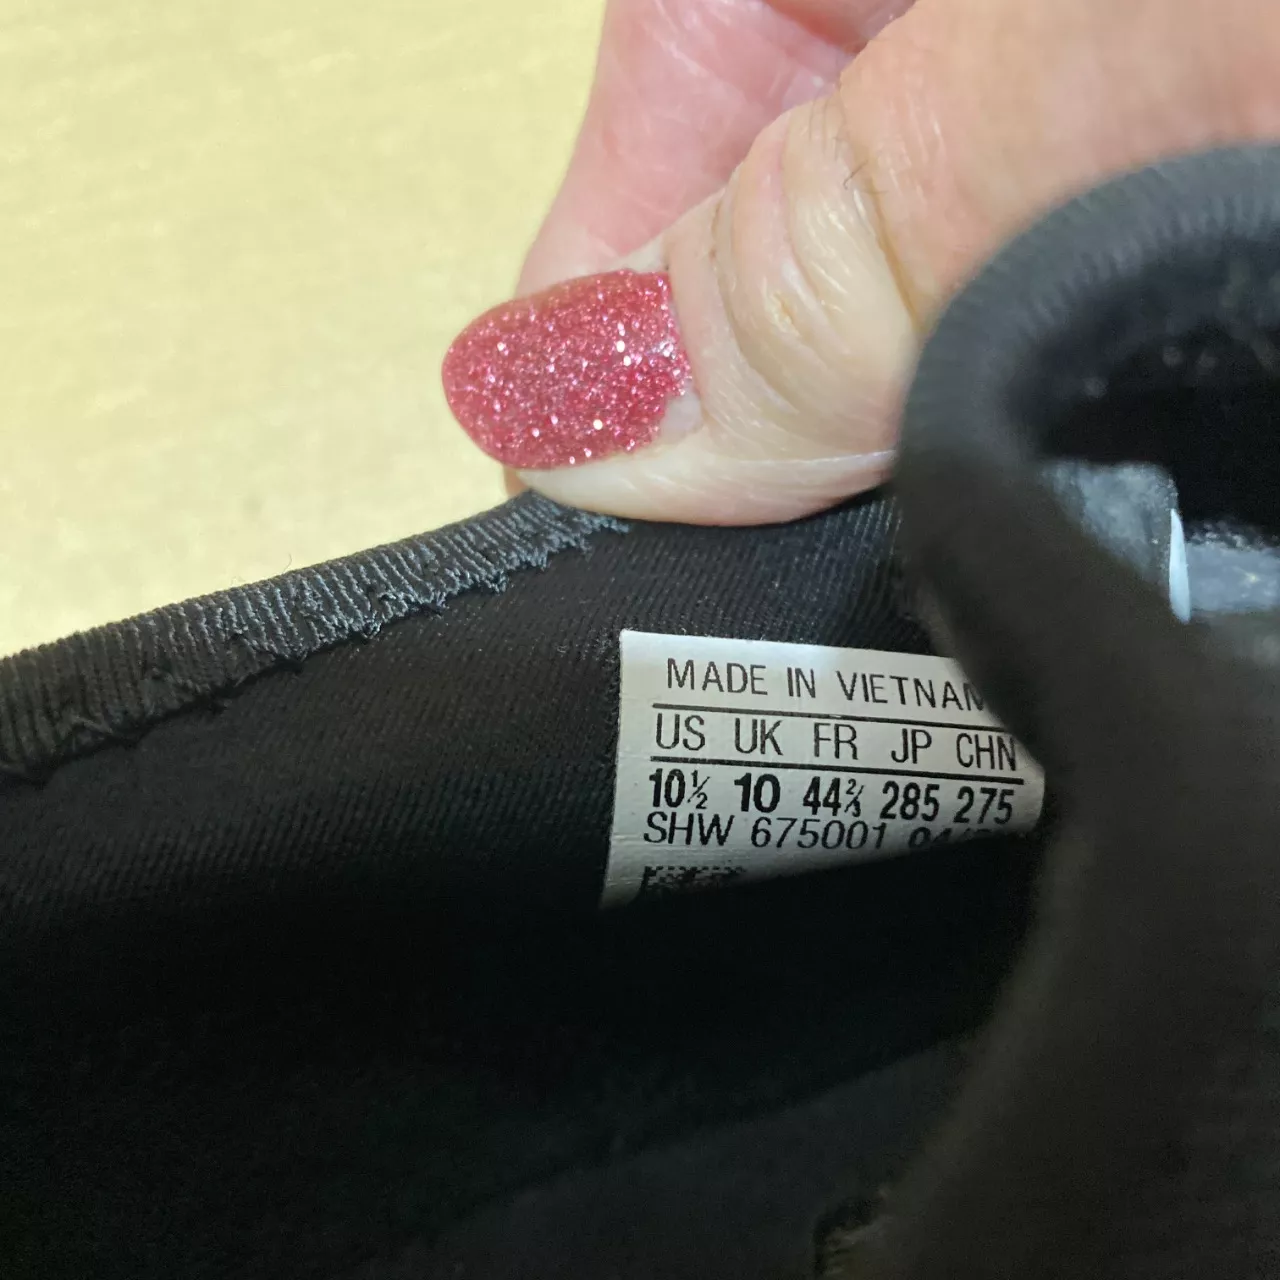 MADE IN VIETNAM
US UK FR JP CHN
10½ 10 44⅔ 285 275
SHW 675001